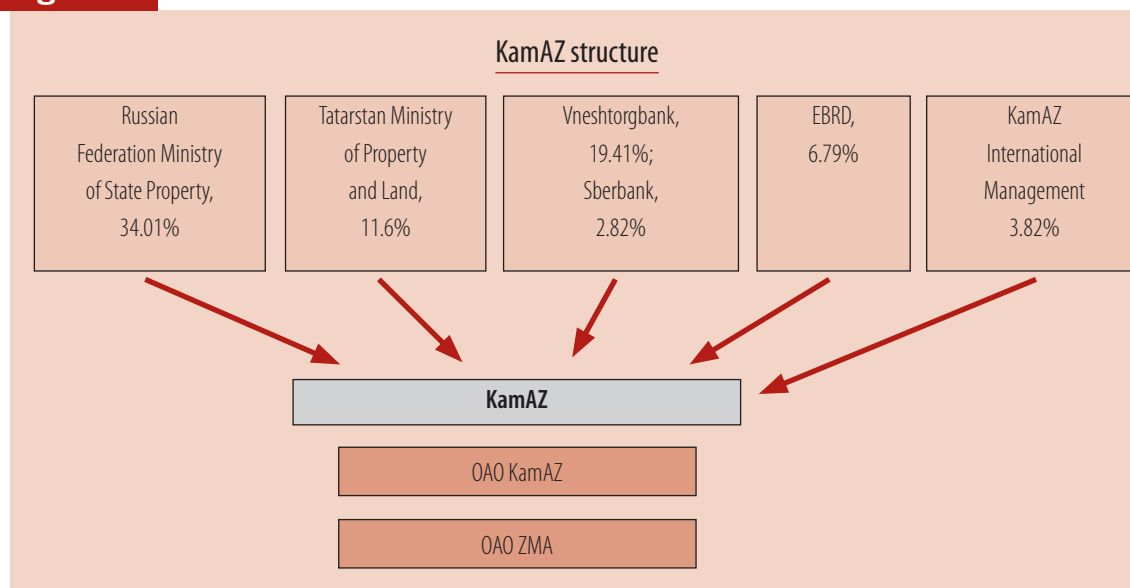 KamAZ structure
Russian
Federation Ministry
of State Property,
34.01%
Tatarstan Ministry
of Property
and Land,
11.6%
Vneshtorgbank,
19.41%;
Sberbank,
2.82%
EBRD,
6.79%
KamAZ
International
Management
3.82%
KamAZ
OAO KamAZ
OAO ZMA